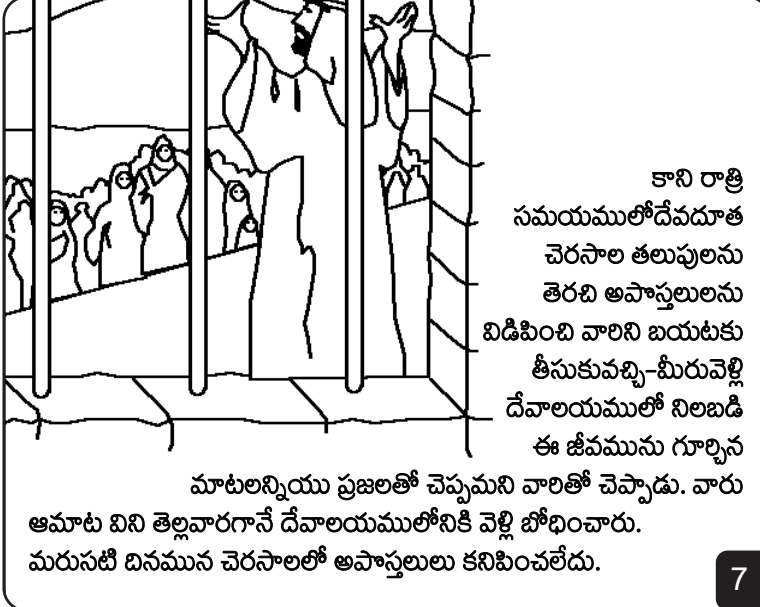 కాని రాత్రి
సమయములోదేవదూత
చెరసాల తలుపులను
తెరచి అపొస్తలులను
విడిపించి వారిని బయటకు
తీసుకువచ్చి-మీరువెళ్లి
దేవాలయములో నిలబడి
ఈ జీవమును గూర్చిన
మాటలన్నియు ప్రజలతో చెప్పమని వారితో చెప్పాడు. వారు
ఆమాట విని తెల్లవారగానే దేవాలయములోనికి వెళ్లి బోధించారు.
మరుసటి దినమున చెరసాలలో అపొస్తలులు కనిపించలేదు.
7